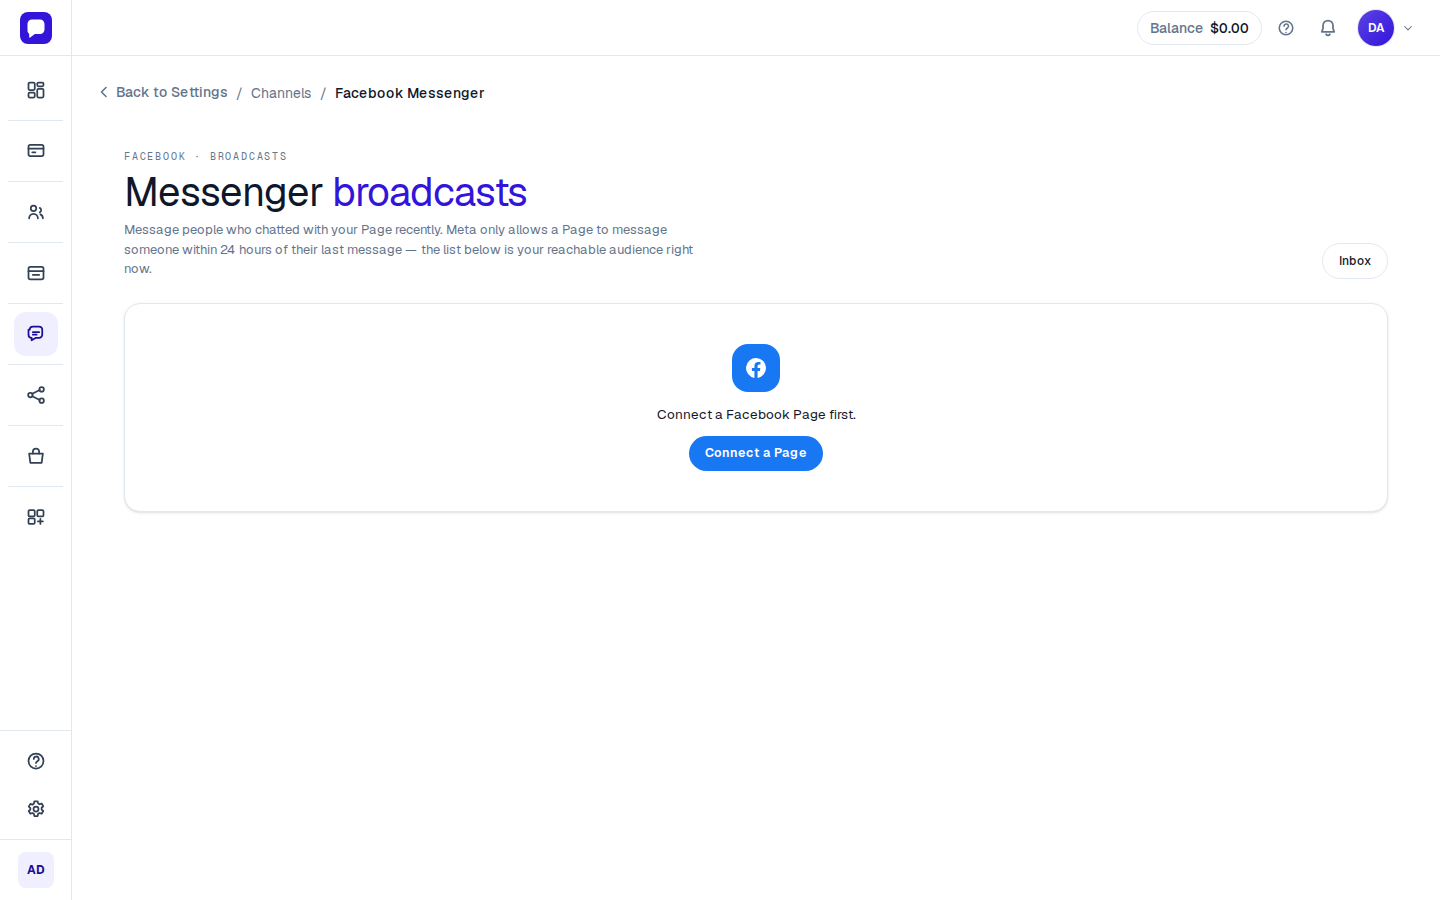 Balance $0.00
DA
Back to Settings / Channels / Facebook Messenger
FACEBOOK · BROADCASTS
Messenger broadcasts
Message people who chatted with your Page recently. Meta only allows a Page to message
someone within 24 hours of their last message — the list below is your reachable audience right
now.
Inbox
Connect a Facebook Page first.
Connect a Page
AD